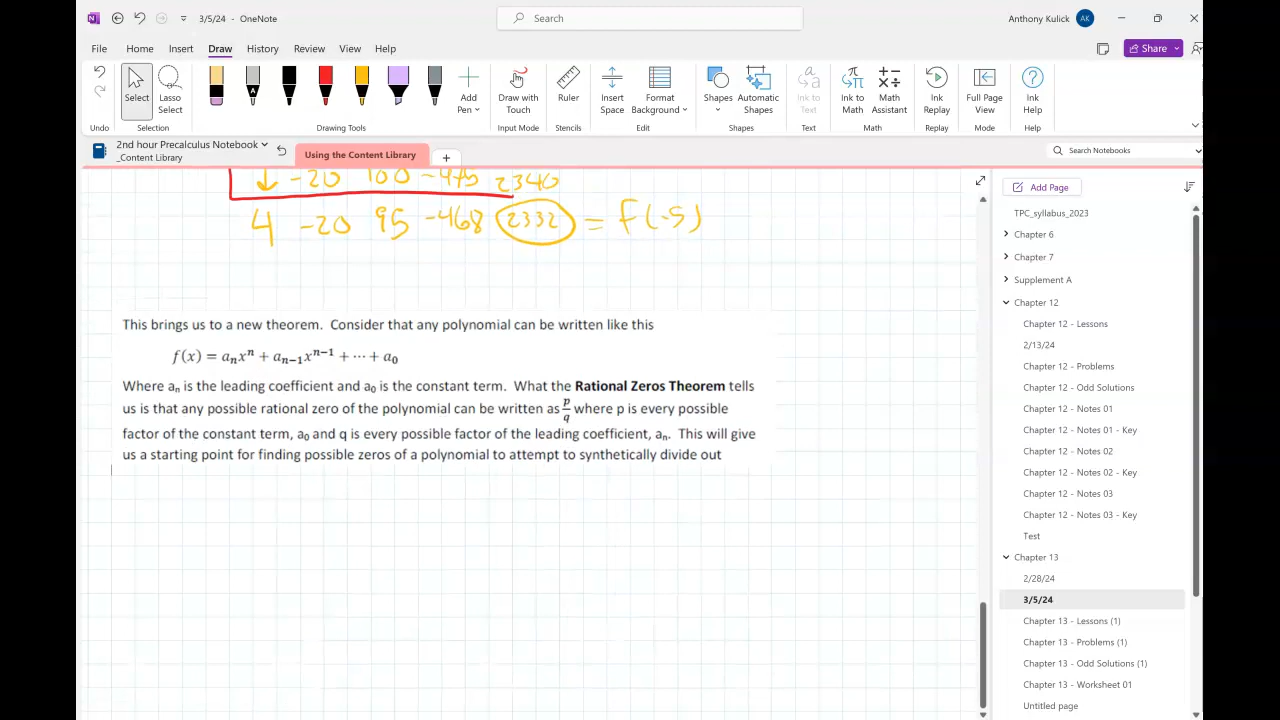 3/5/24 - OneNote
Search
Anthony Kulick
AK
File Home Insert Draw History Review View Help
Share
Undo
Select
Lasso Select
Add Pen
Draw with Touch
Ruler
Insert Space
Format Background
Shapes
Automatic Shapes
Ink to Text
Ink to Math
Math Assistant
Ink Replay
Full Page View
Ink Help
Selection
Drawing Tools
Input Mode
Stencils
Edit
Shapes
Text
Math
Replay
Mode
Help
2nd hour Precalculus Notebook
_Content Library
Using the Content Library
+
Search Notebooks
↓ -20 100 -475 2340
4 -20 95 -468 2332 = f(-5)
This brings us to a new theorem. Consider that any polynomial can be written like this
f(x) = aₙxⁿ + aₙ₋₁xⁿ⁻¹ + ⋯ + a₀
Where aₙ is the leading coefficient and a₀ is the constant term. What the Rational Zeros Theorem tells
us is that any possible rational zero of the polynomial can be written as p/q where p is every possible
factor of the constant term, a₀ and q is every possible factor of the leading coefficient, aₙ. This will give
us a starting point for finding possible zeros of a polynomial to attempt to synthetically divide out
Add Page
TPC_syllabus_2023
Chapter 6
Chapter 7
Supplement A
Chapter 12
Chapter 12 - Lessons
2/13/24
Chapter 12 - Problems
Chapter 12 - Odd Solutions
Chapter 12 - Notes 01
Chapter 12 - Notes 01 - Key
Chapter 12 - Notes 02
Chapter 12 - Notes 02 - Key
Chapter 12 - Notes 03
Chapter 12 - Notes 03 - Key
Test
Chapter 13
2/28/24
3/5/24
Chapter 13 - Lessons (1)
Chapter 13 - Problems (1)
Chapter 13 - Odd Solutions (1)
Chapter 13 - Worksheet 01
Untitled page